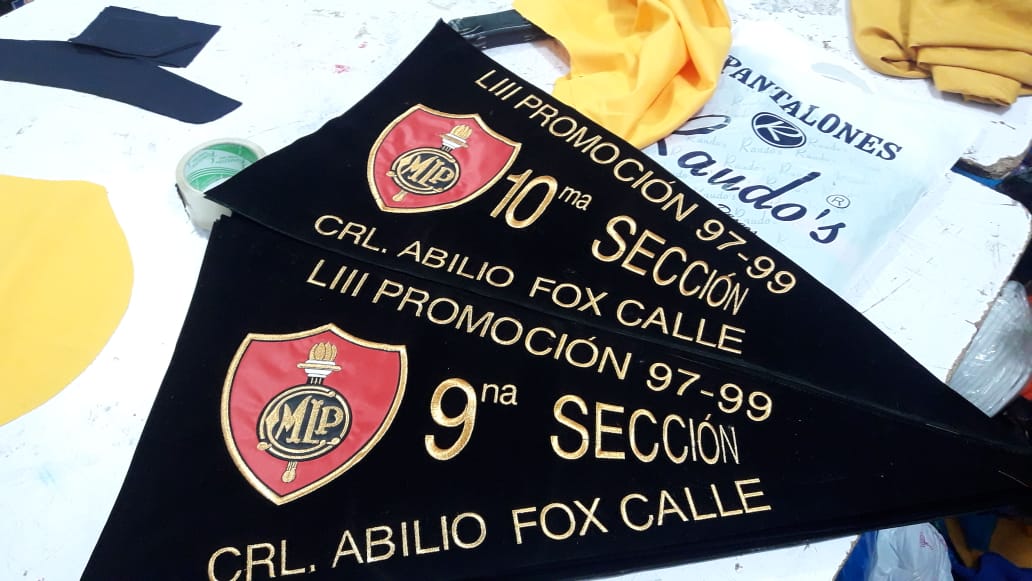 LIII PROMOCIÓN 97-99
MLP
10ma SECCIÓN
CRL. ABILIO FOX CALLE
LIII PROMOCIÓN 97-99
MLP
9na SECCIÓN
CRL. ABILIO FOX CALLE
PANTALONES
R
Raudo's®